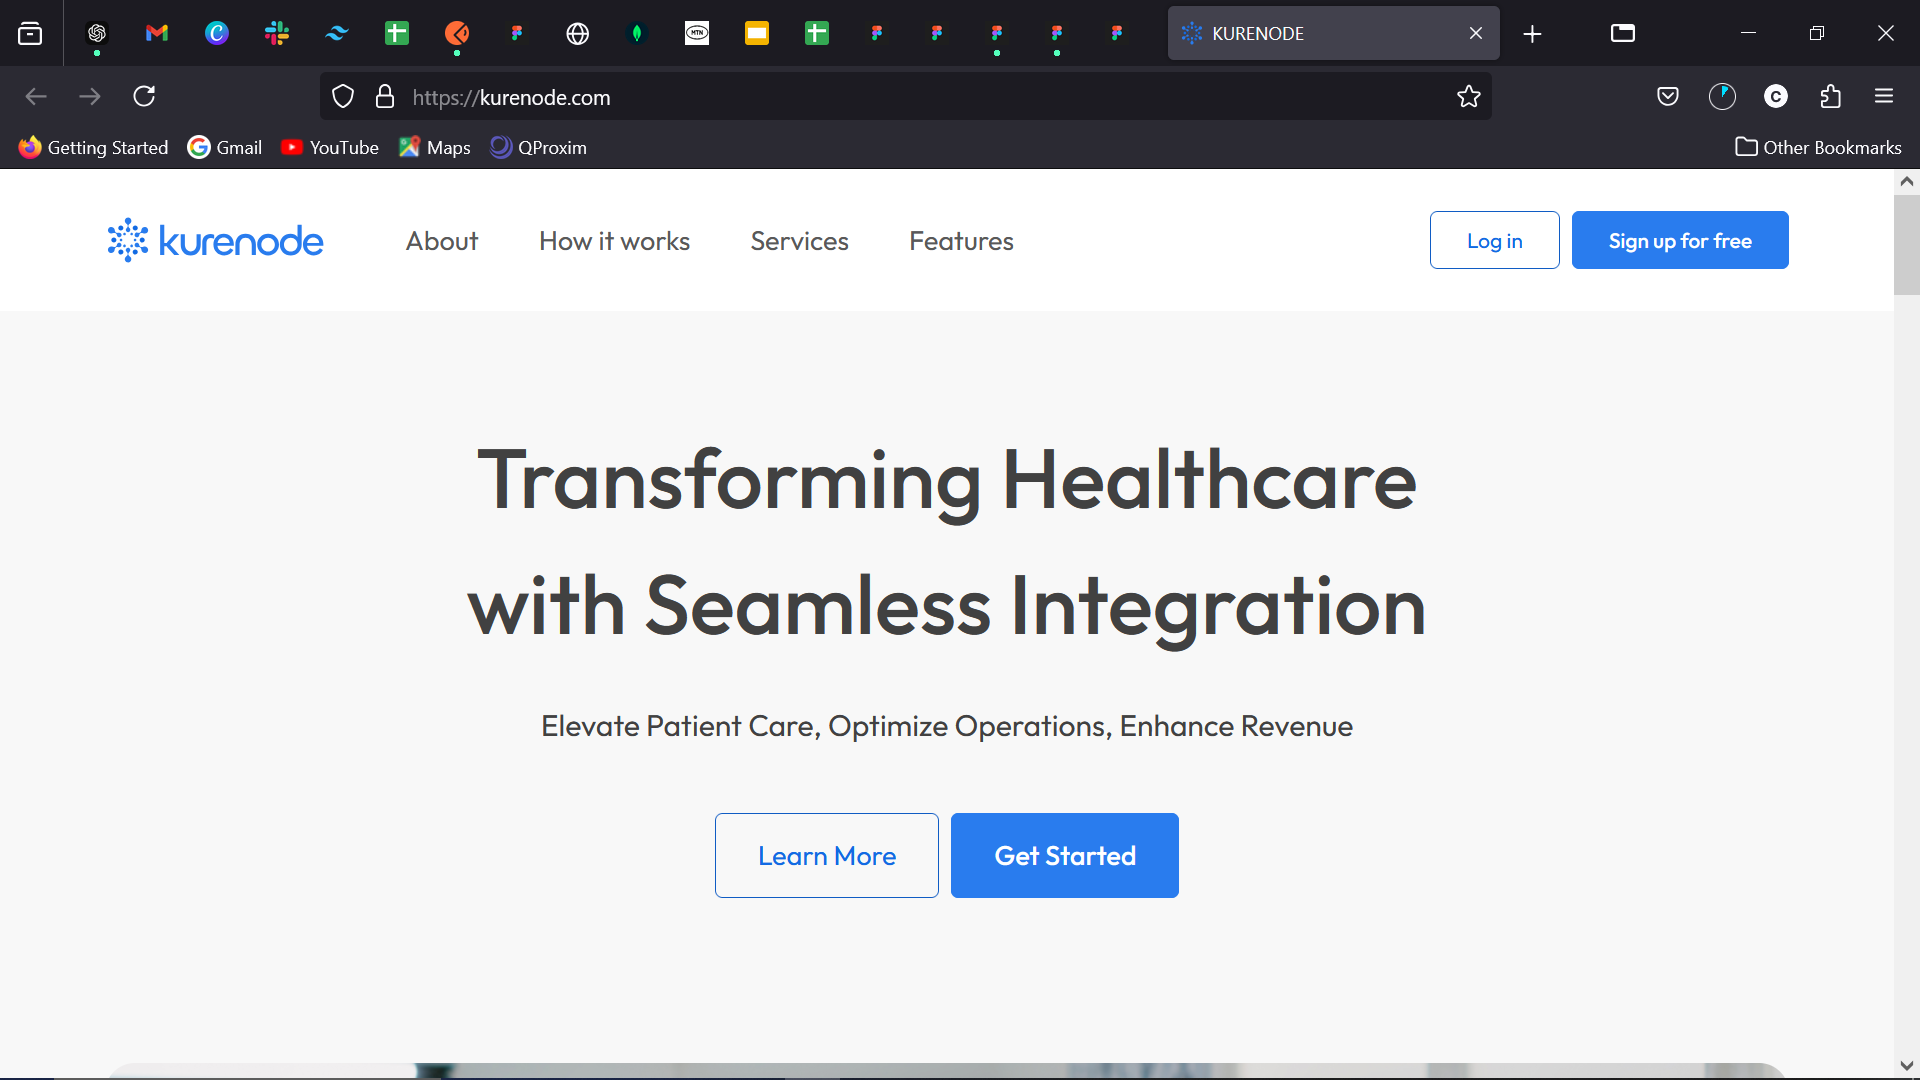 KURENODE
https://kurenode.com
Getting Started Gmail YouTube Maps QProxim Other Bookmarks
kurenode About How it works Services Features Log in Sign up for free
Transforming Healthcare
with Seamless Integration
Elevate Patient Care, Optimize Operations, Enhance Revenue
Learn More Get Started